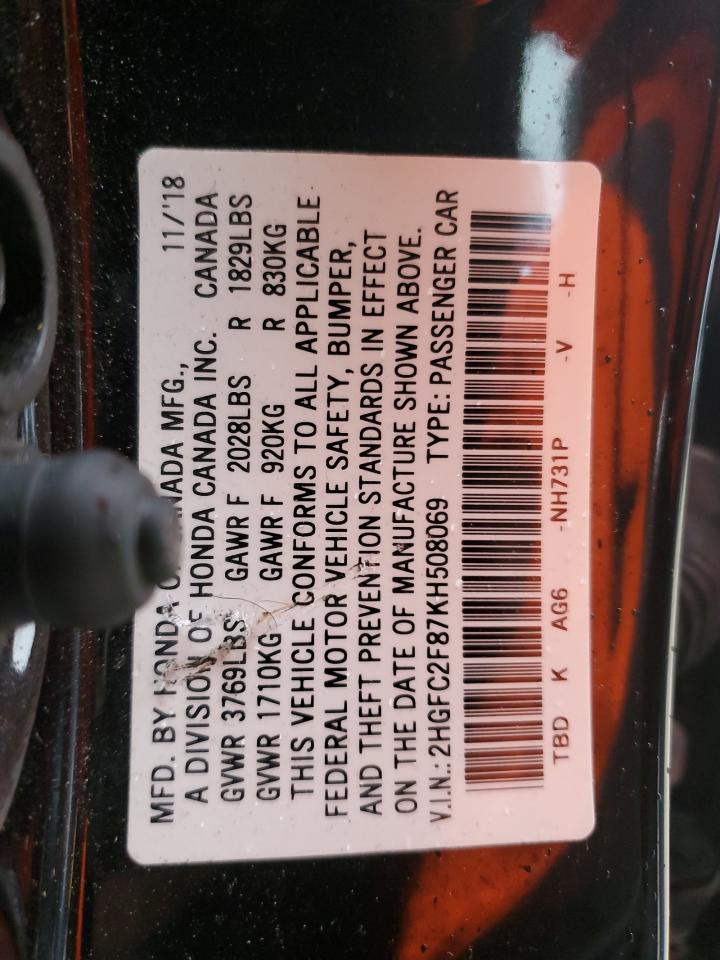 MFD. BY HONDA OF CANADA MFG., 11/'18
A DIVISION OF HONDA CANADA INC. CANADA
GVWR 3769LBS GAWR F 2028LBS R 1829LBS
GVWR 1710KG GAWR F 920KG R 830KG
THIS VEHICLE CONFORMS TO ALL APPLICABLE
FEDERAL MOTOR VEHICLE SAFETY, BUMPER,
AND THEFT PREVENTION STANDARDS IN EFFECT
ON THE DATE OF MANUFACTURE SHOWN ABOVE.
V.I.N.: 2HGFC2F87KH508069 TYPE: PASSENGER CAR
TBD K AG6 -NH731P -V -H